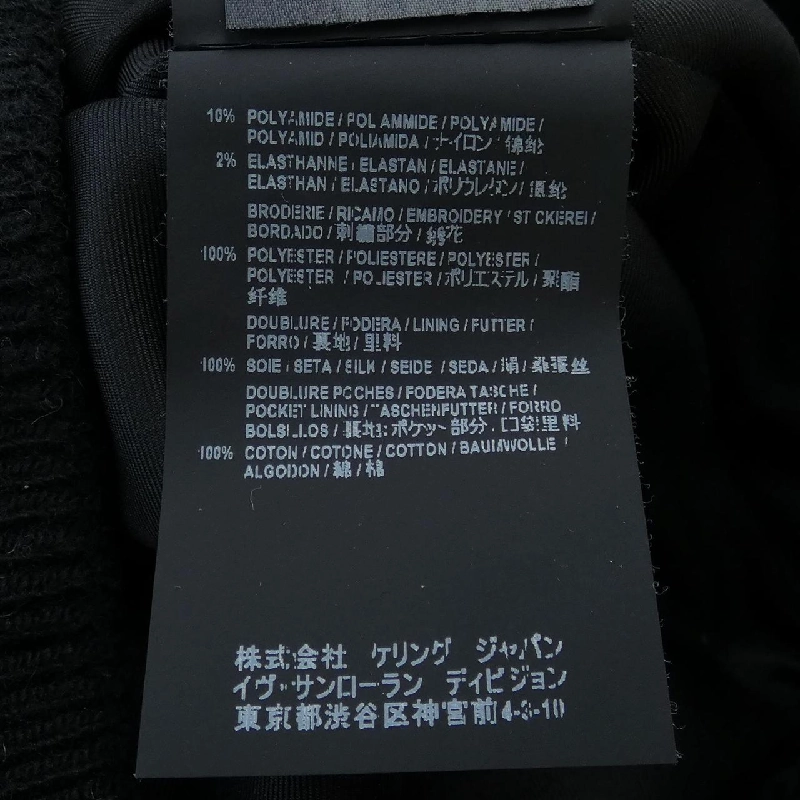 10% POLYAMIDE / POLIAMMIDE / POLYAMIDE /
POLYAMID / POLIAMIDA / ナイロン / 锦纶
2% ELASTHANNE / ELASTAN / ELASTANE /
ELASTHAN / ELASTANO / ポリウレタン / 氨纶
BRODERIE / RICAMO / EMBROIDERY / STICKEREI /
BORDADO / 刺繍部分 / 绣花
100% POLYESTER / POLIESTERE / POLYESTER /
POLYESTER / POLIESTER / ポリエステル / 聚酯
纤维
DOUBLURE / FODERA / LINING / FUTTER /
FORRO / 裏地 / 里料
100% SOIE / SETA / SILK / SEIDE / SEDA / 絹 / 桑蚕丝
DOUBLURE POCHES / FODERA TASCHE /
POCKET LINING / TASCHENFUTTER / FORRO
BOLSILLOS / 裏地:ポケット部分 / 口袋里料
100% COTON / COTONE / COTTON / BAUMWOLLE /
ALGODON / 綿 / 棉
株式会社 ケリング ジャパン
イヴ・サンローラン ディビジョン
東京都渋谷区神宮前4-3-10